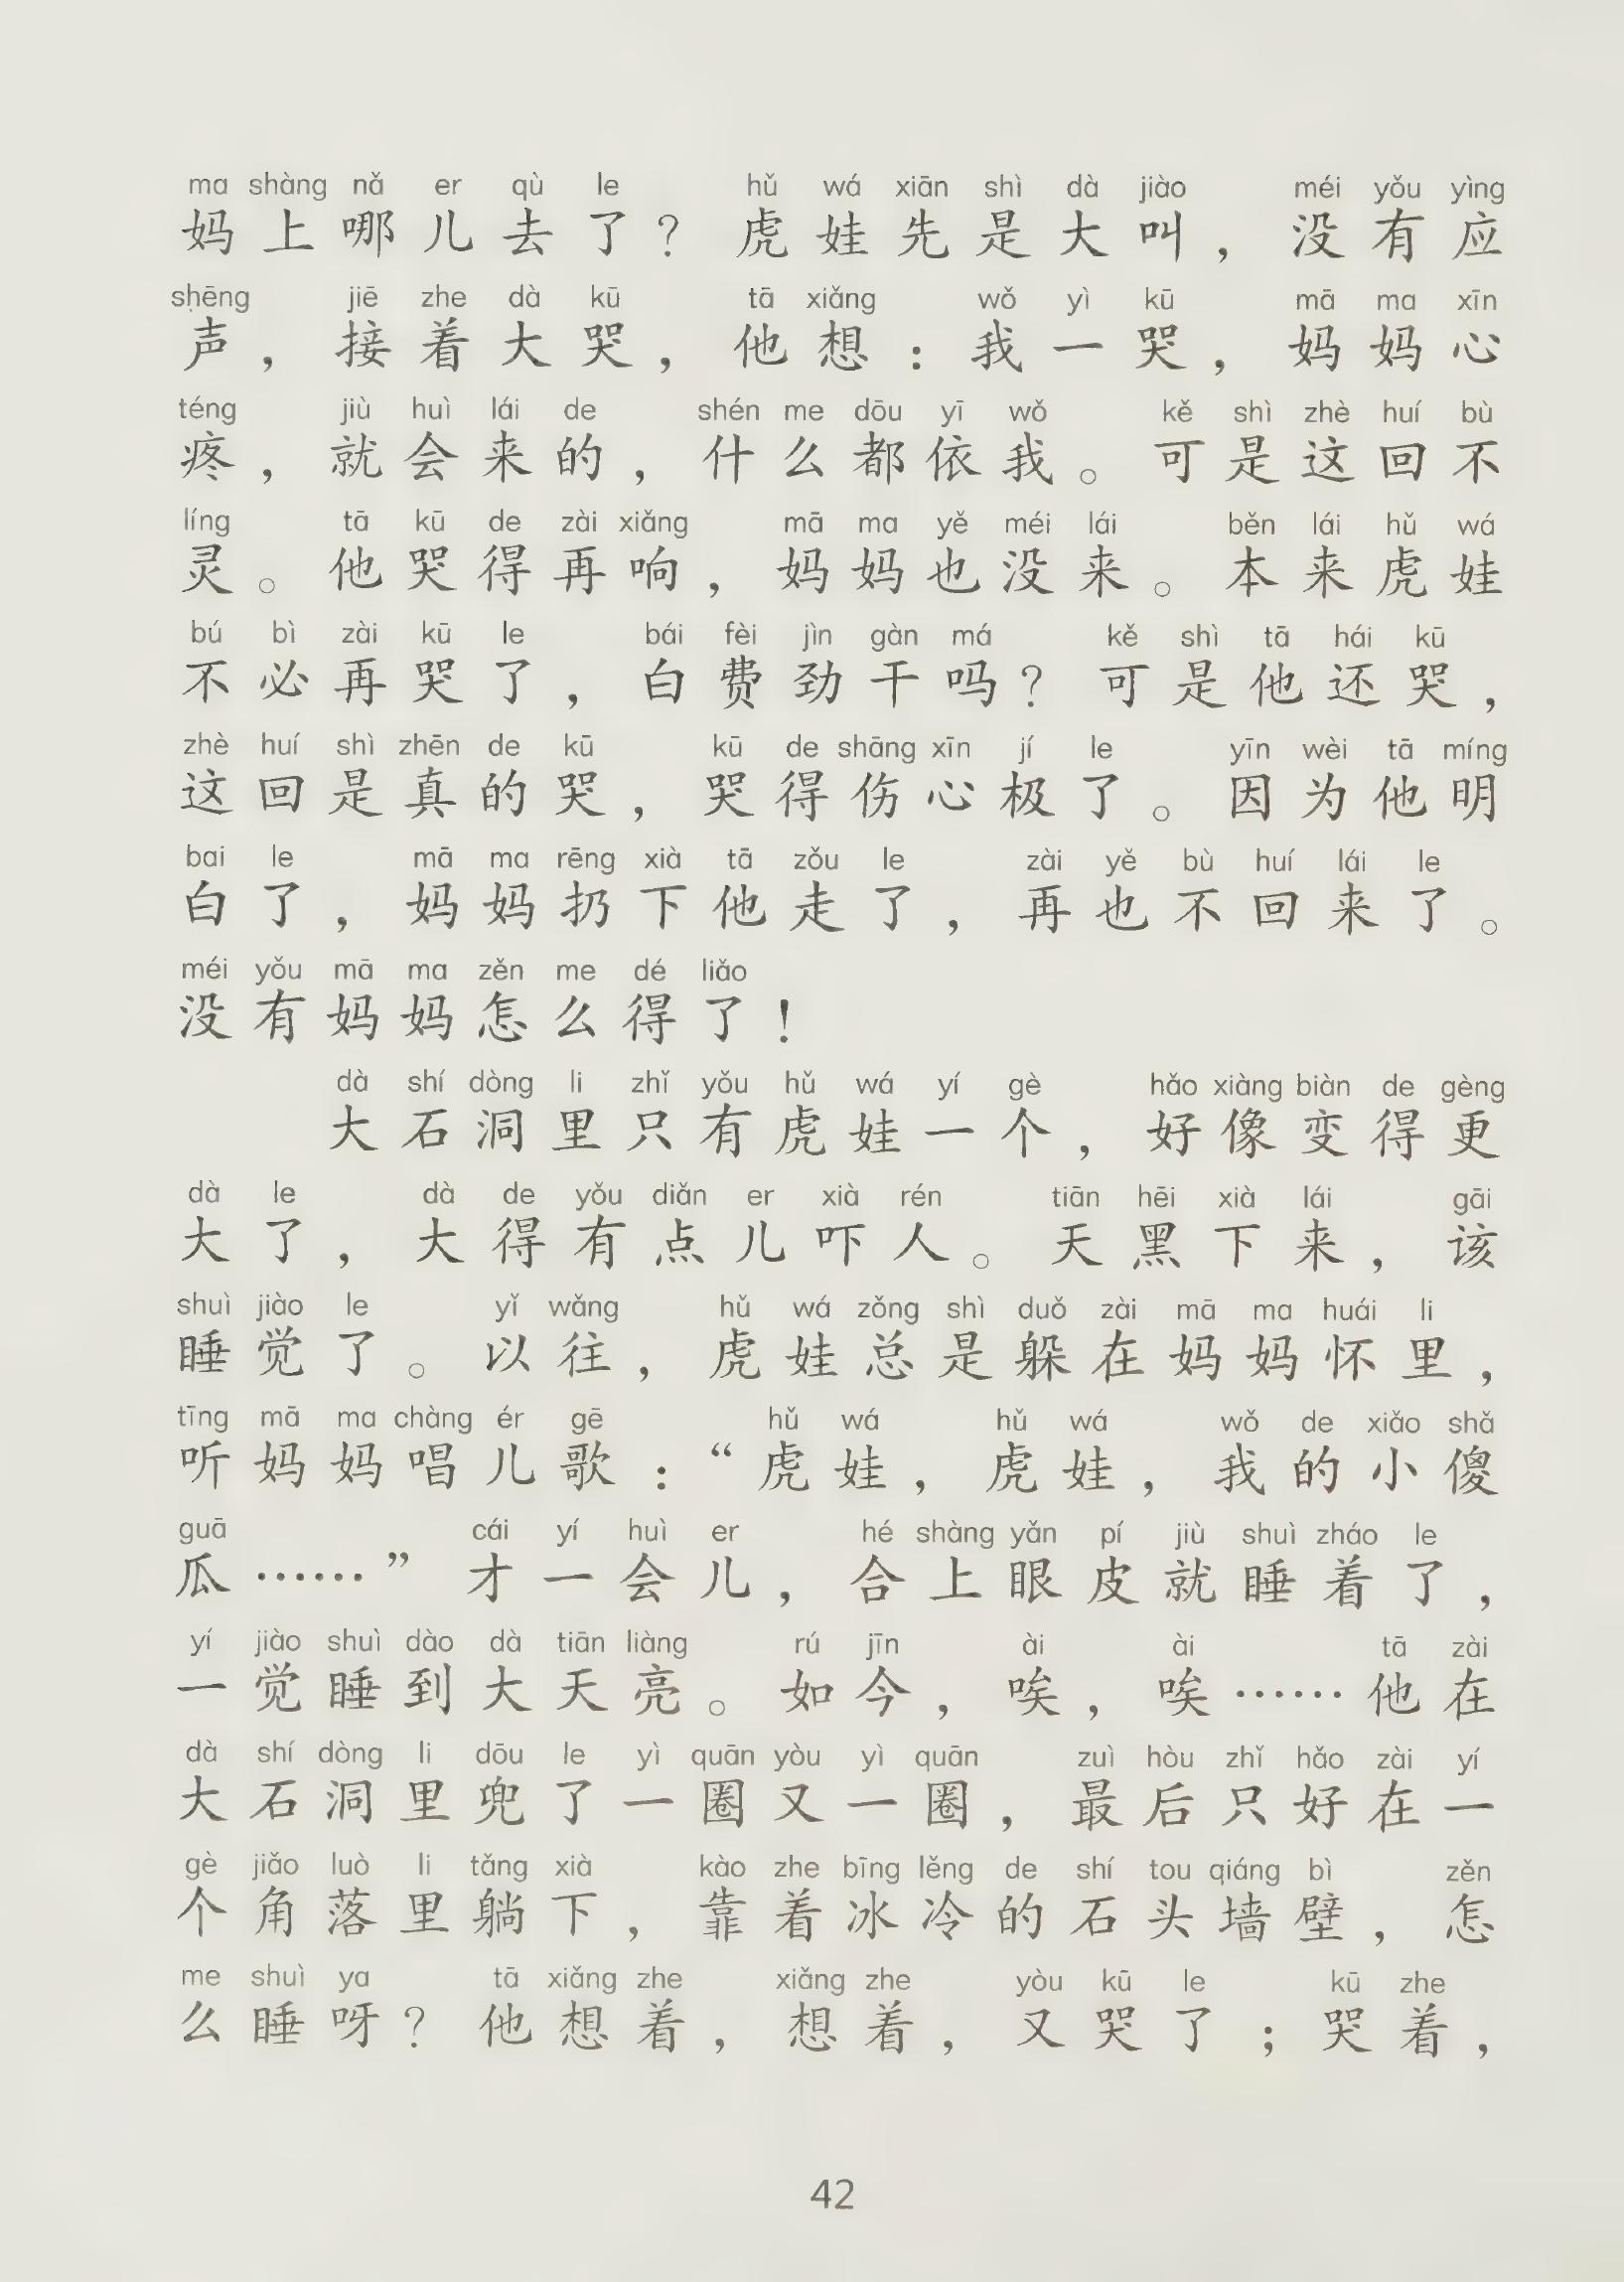 ma shàng nǎ er qù le hǔ wá xiān shì dà jiào méi yǒu yìng
妈上哪儿去了？虎娃先是大叫，没有应
shēng jiē zhe dà kū tā xiǎng wǒ yì kū mā ma xīn
声，接着大哭，他想：我一哭，妈妈心
téng jiù huì lái de shén me dōu yī wǒ kě shì zhè huí bù
疼，就会来的，什么都依我。可是这回不
líng tā kū de zài xiǎng mā ma yě méi lái běn lái hǔ wá
灵。他哭得再响，妈妈也没来。本来虎娃
bú bì zài kū le bái fèi jìn gàn má kě shì tā hái kū
不必再哭了，白费劲干吗？可是他还哭，
zhè huí shì zhēn de kū kū de shāng xīn jí le yīn wèi tā míng
这回是真的哭，哭得伤心极了。因为他明
bai le mā ma rēng xià tā zǒu le zài yě bù huí lái le
白了，妈妈扔下他走了，再也不回来了。
méi yǒu mā ma zěn me dé liǎo
没有妈妈怎么得了！
dà shí dòng li zhǐ yǒu hǔ wá yí gè hǎo xiàng biàn de gèng
大石洞里只有虎娃一个，好像变得更
dà le dà de yǒu diǎn er xià rén tiān hēi xià lái gāi
大了，大得有点儿吓人。天黑下来，该
shuì jiào le yǐ wǎng hǔ wá zǒng shì duǒ zài mā ma huái li
睡觉了。以往，虎娃总是躲在妈妈怀里，
tīng mā ma chàng ér gē hǔ wá hǔ wá wǒ de xiǎo shǎ
听妈妈唱儿歌：“虎娃，虎娃，我的小傻
guā cái yí huì er hé shàng yǎn pí jiù shuì zháo le
瓜……”才一会儿，合上眼皮就睡着了，
yí jiào shuì dào dà tiān liàng rú jīn ài ài tā zài
一觉睡到大天亮。如今，唉，唉……他在
dà shí dòng li dōu le yì quān yòu yì quān zuì hòu zhǐ hǎo zài yí
大石洞里兜了一圈又一圈，最后只好在一
gè jiǎo luò li tǎng xià kào zhe bīng lěng de shí tou qiáng bì zěn
个角落里躺下，靠着冰冷的石头墙壁，怎
me shuì ya tā xiǎng zhe xiǎng zhe yòu kū le kū zhe
么睡呀？他想着，想着，又哭了；哭着，
42